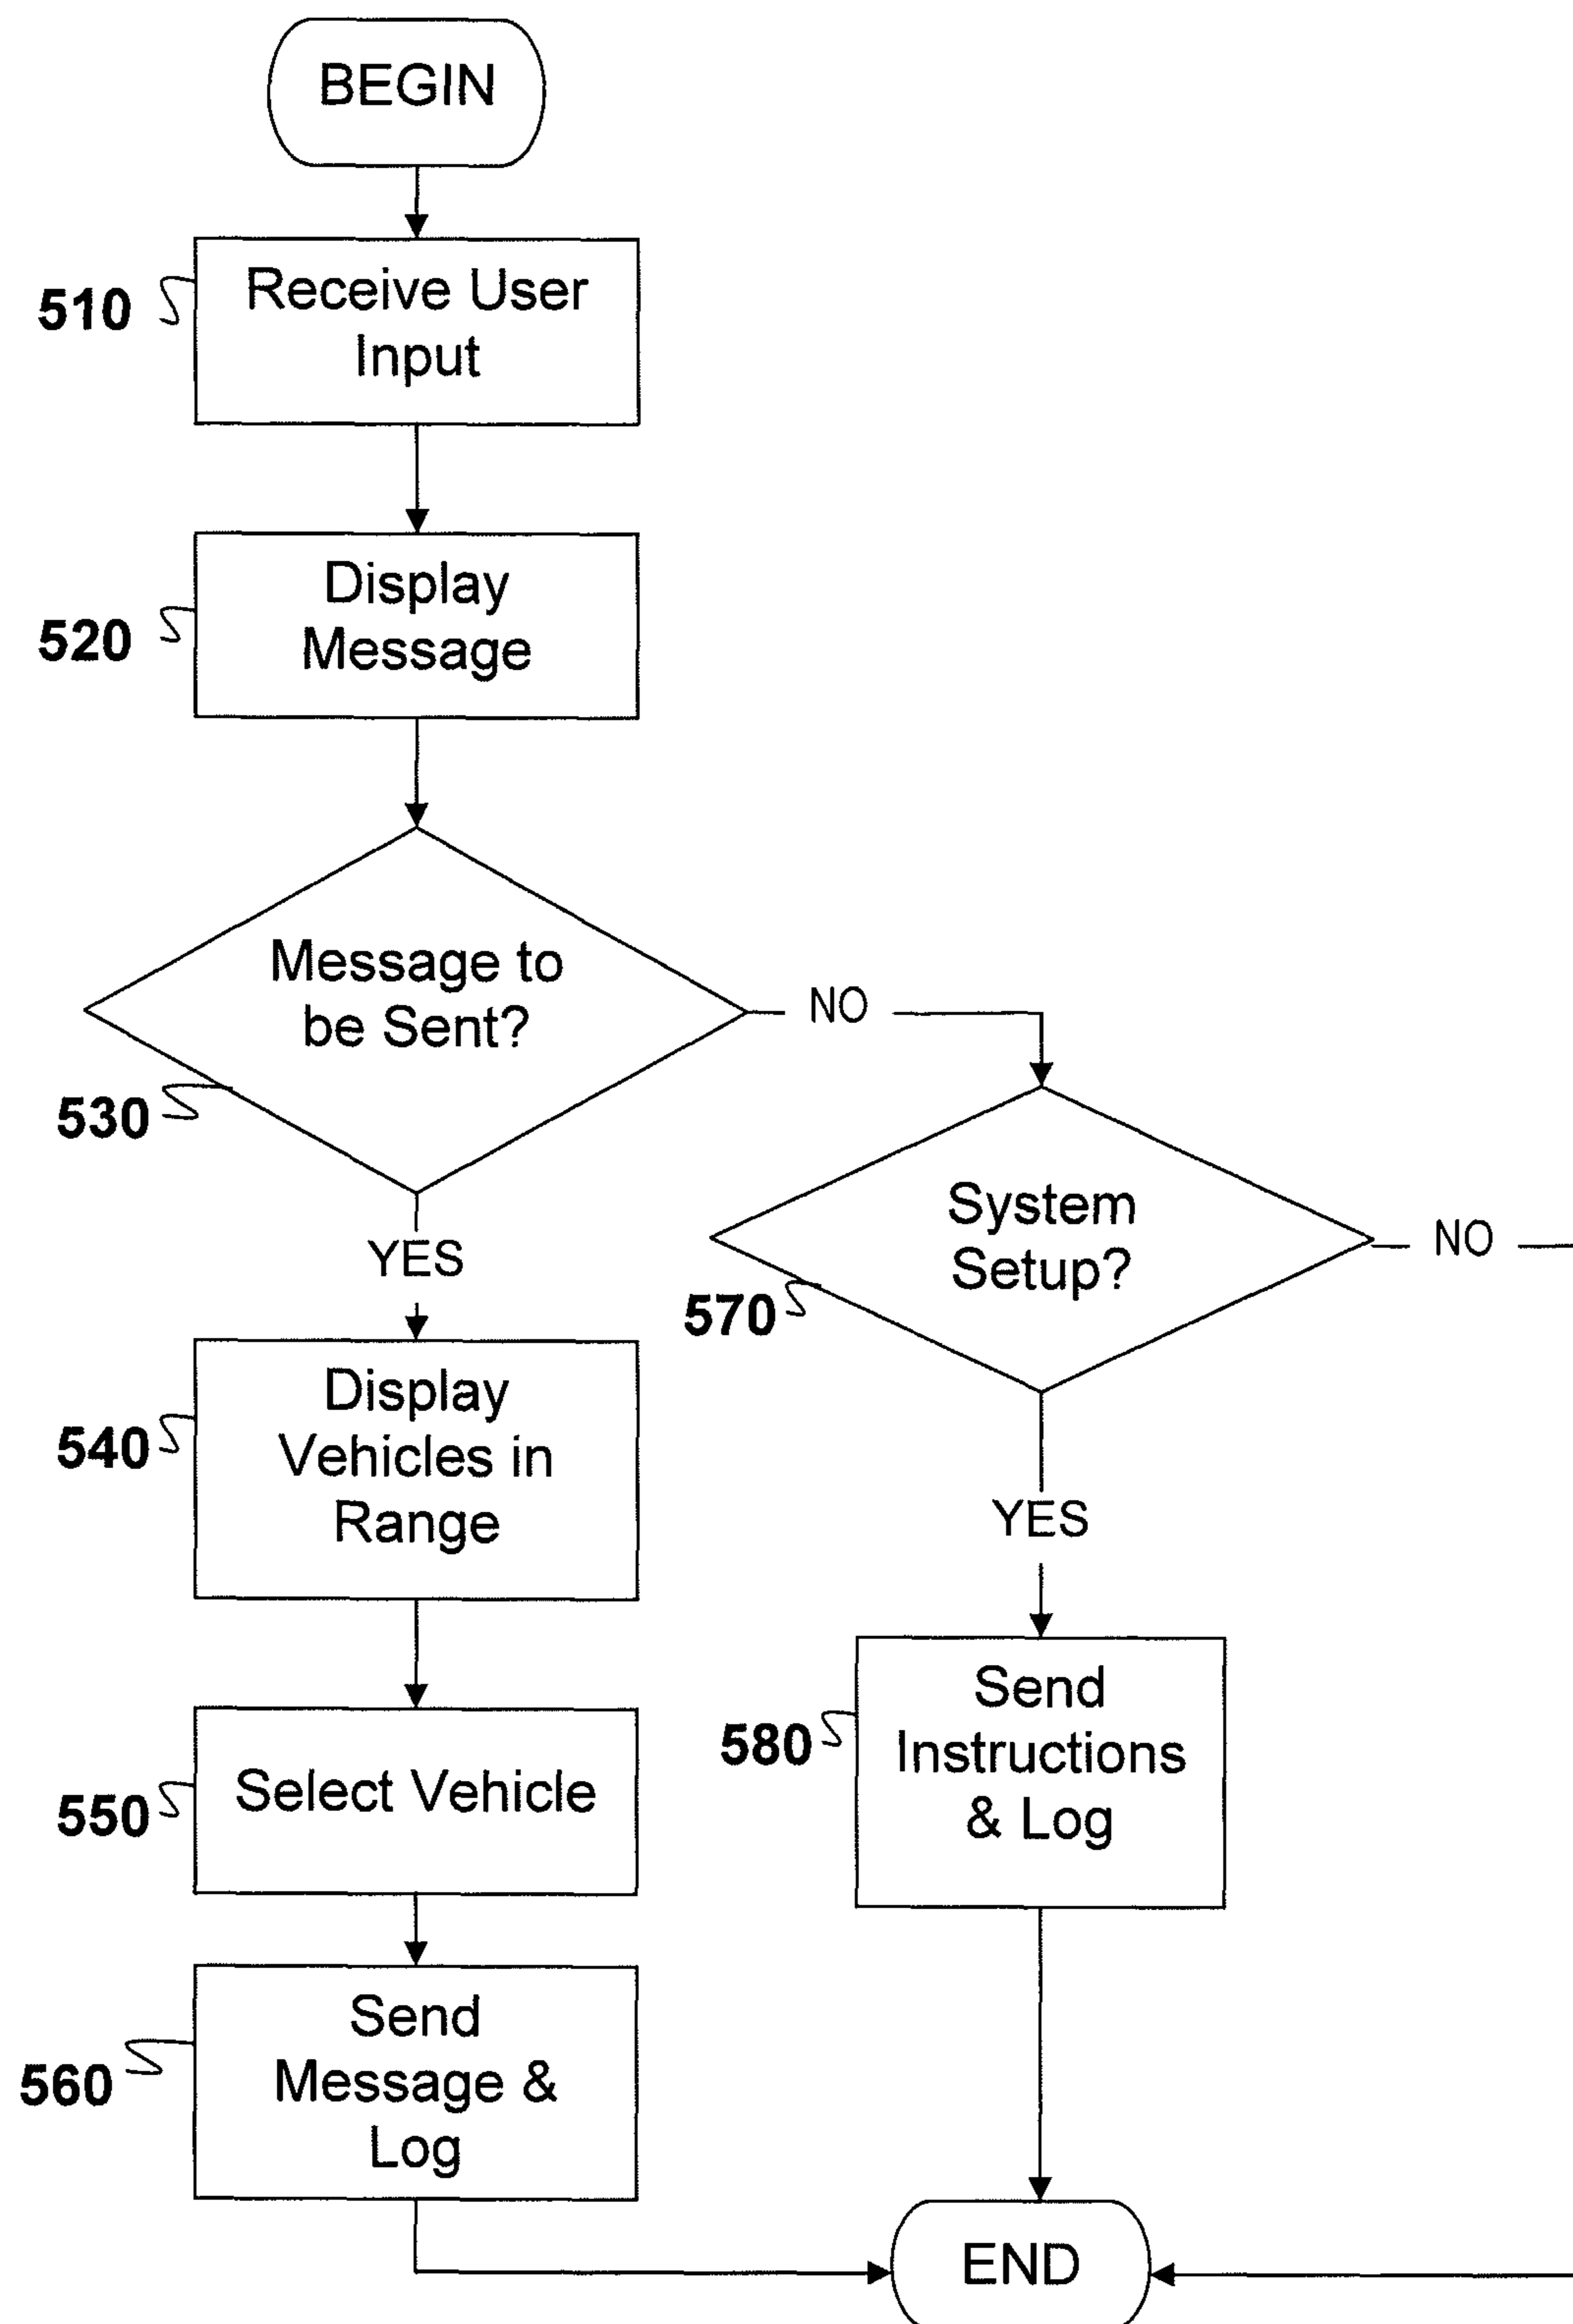 BEGIN
510
Receive User
Input
520
Display
Message
Message to
be Sent?
NO
530
YES
System
Setup?
NO
570
540
Display
Vehicles in
Range
YES
550
Select Vehicle
580
Send
Instructions
& Log
560
Send
Message &
Log
END